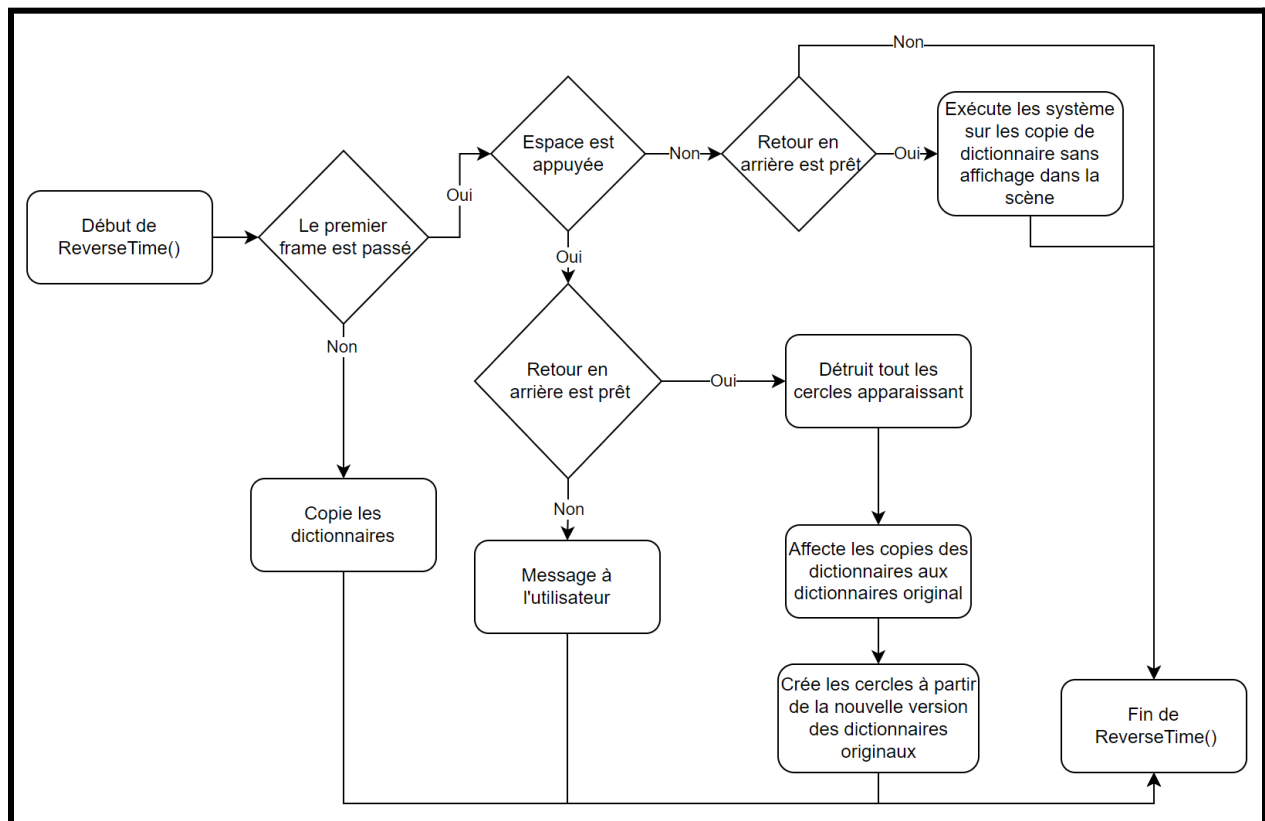 Début de
ReverseTime()
Le premier
frame est passé
Oui
Non
Espace est
appuyée
Non
Oui
Retour en
arrière est prêt
Non
Oui
Exécute les système
sur les copie de
dictionnaire sans
affichage dans la
scène
Retour en
arrière est prêt
Oui
Non
Détruit tout les
cercles apparaissant
Copie les
dictionnaires
Message à
l'utilisateur
Affecte les copies des
dictionnaires aux
dictionnaires original
Crée les cercles à partir
de la nouvelle version
des dictionnaires
originaux
Fin de
ReverseTime()